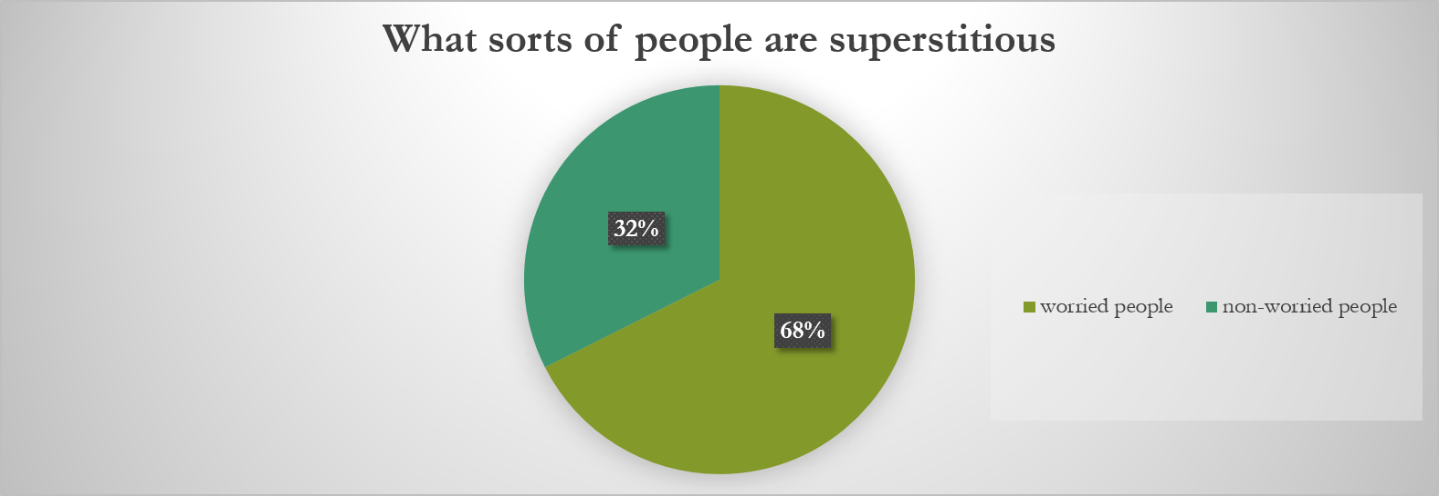 What sorts of people are superstitious
32%
68%
worried people non-worried people